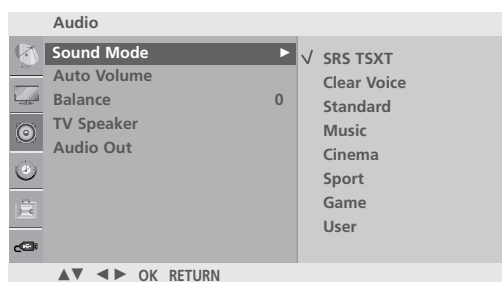 Audio
Sound Mode ▶
Auto Volume
Balance 0
TV Speaker
Audio Out
√ SRS TSXT
Clear Voice
Standard
Music
Cinema
Sport
Game
User
▲▼ ◀▶ OK RETURN